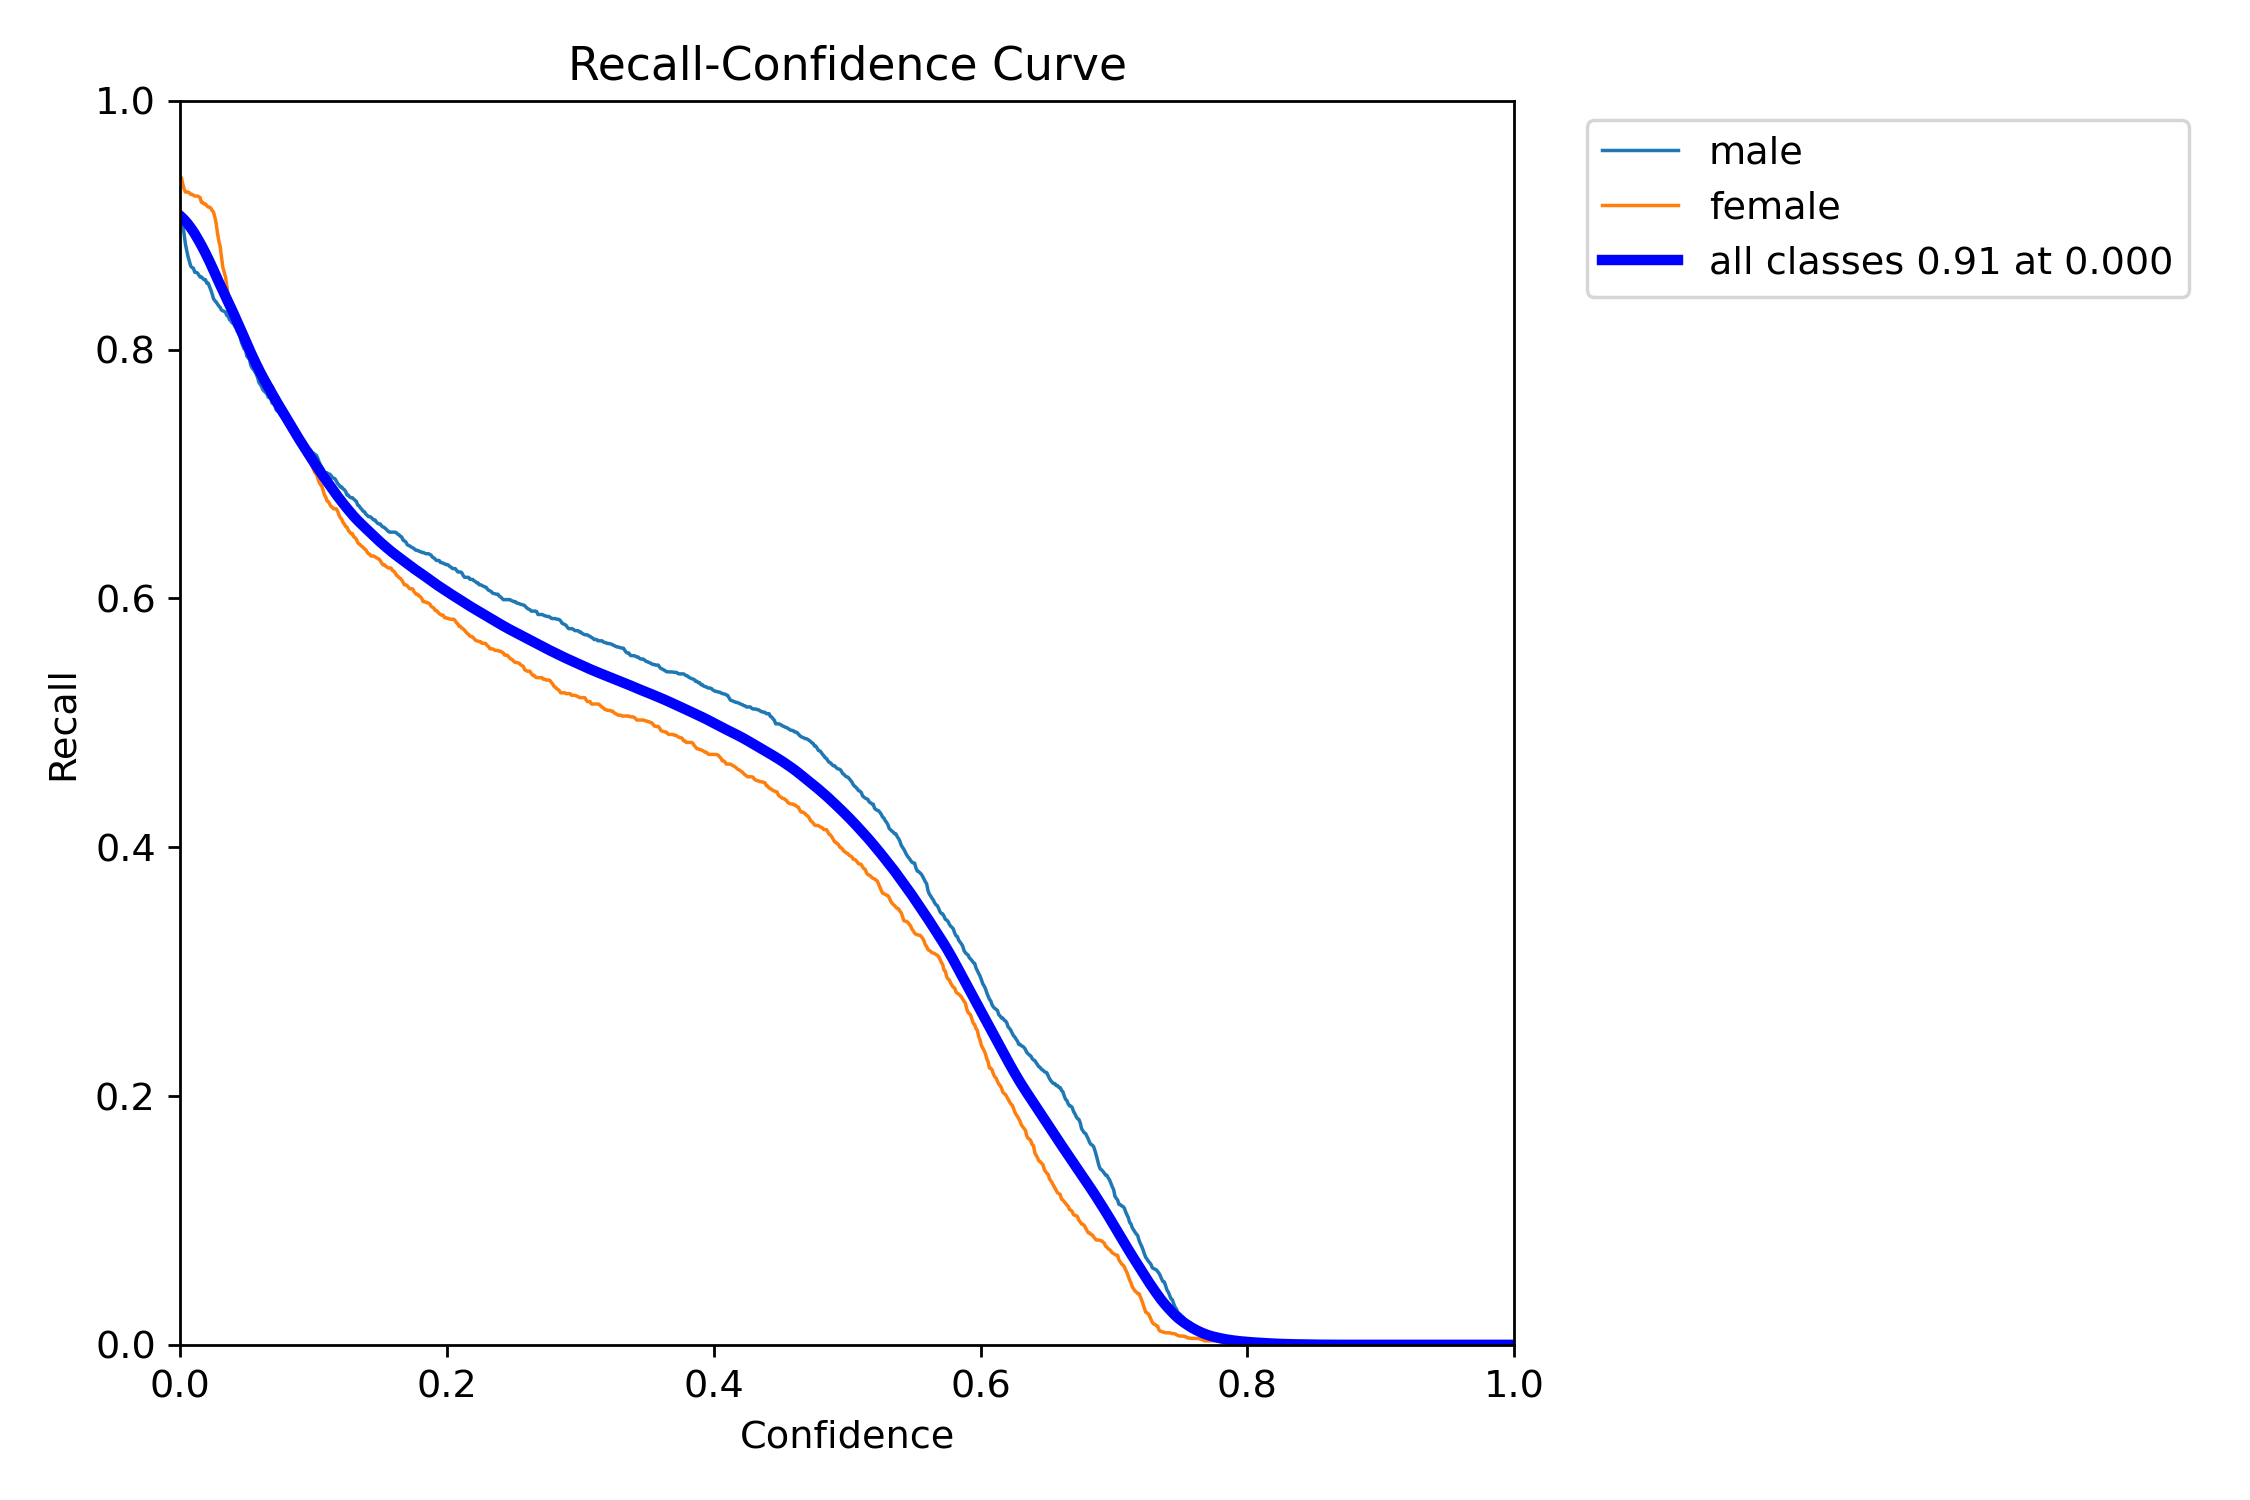 Recall-Confidence Curve
1.0
0.8
0.6
0.4
0.2
0.0
Recall
0.0 0.2 0.4 0.6 0.8 1.0
Confidence
male
female
all classes 0.91 at 0.000